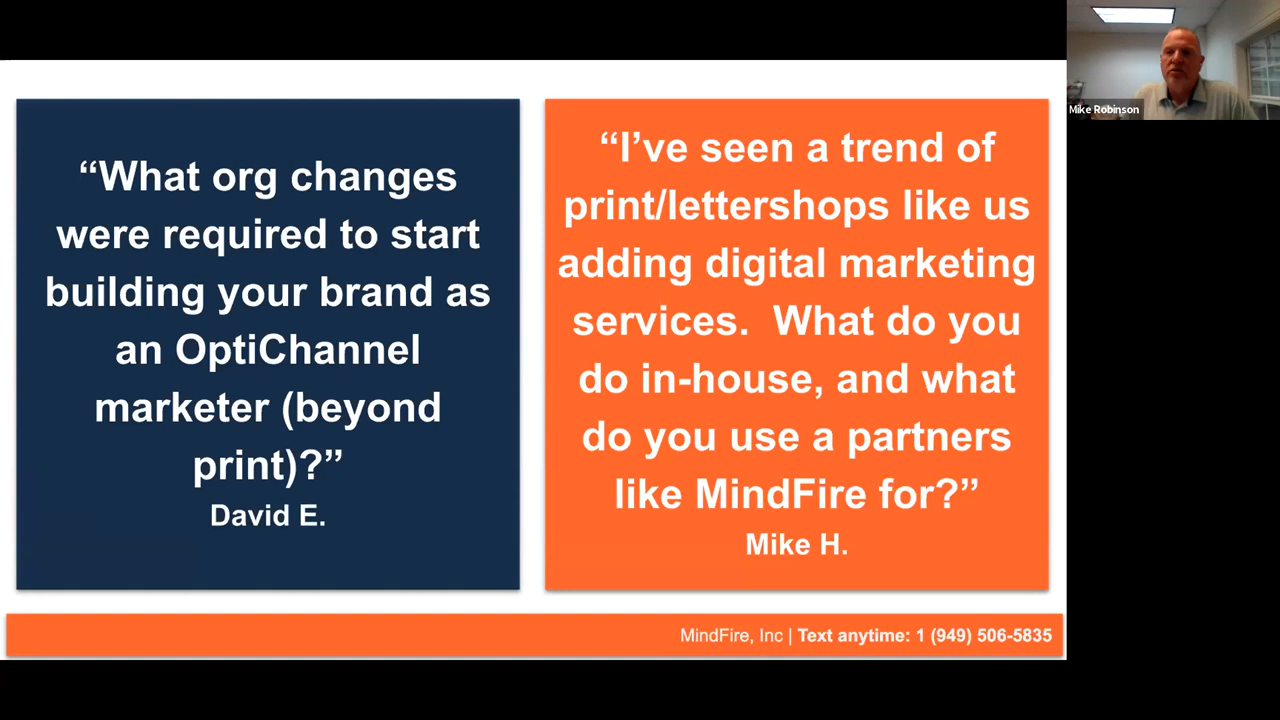 “What org changes
were required to start
building your brand as
an OptiChannel
marketer (beyond
print)?”
David E.
“I’ve seen a trend of
print/lettershops like us
adding digital marketing
services.  What do you
do in-house, and what
do you use a partners
like MindFire for?”
Mike H.
MindFire, Inc | Text anytime: 1 (949) 506-5835
Mike Robinson